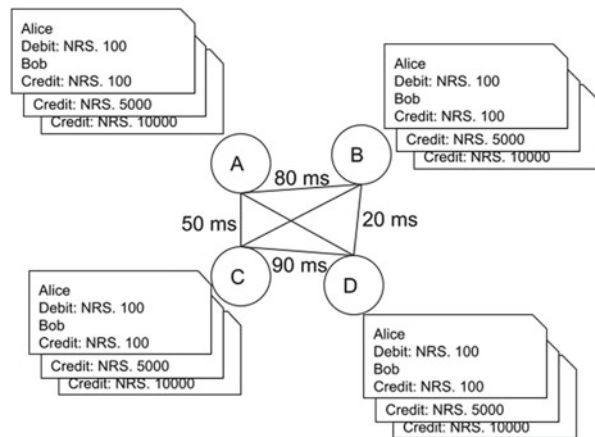 Alice
Debit: NRS. 100
Bob
Credit: NRS. 100
Credit: NRS. 5000
Credit: NRS. 10000
Alice
Debit: NRS. 100
Bob
Credit: NRS. 100
Credit: NRS. 5000
Credit: NRS. 10000
A
B
80 ms
50 ms
20 ms
90 ms
C
D
Alice
Debit: NRS. 100
Bob
Credit: NRS. 100
Credit: NRS. 5000
Credit: NRS. 10000
Alice
Debit: NRS. 100
Bob
Credit: NRS. 100
Credit: NRS. 5000
Credit: NRS. 10000